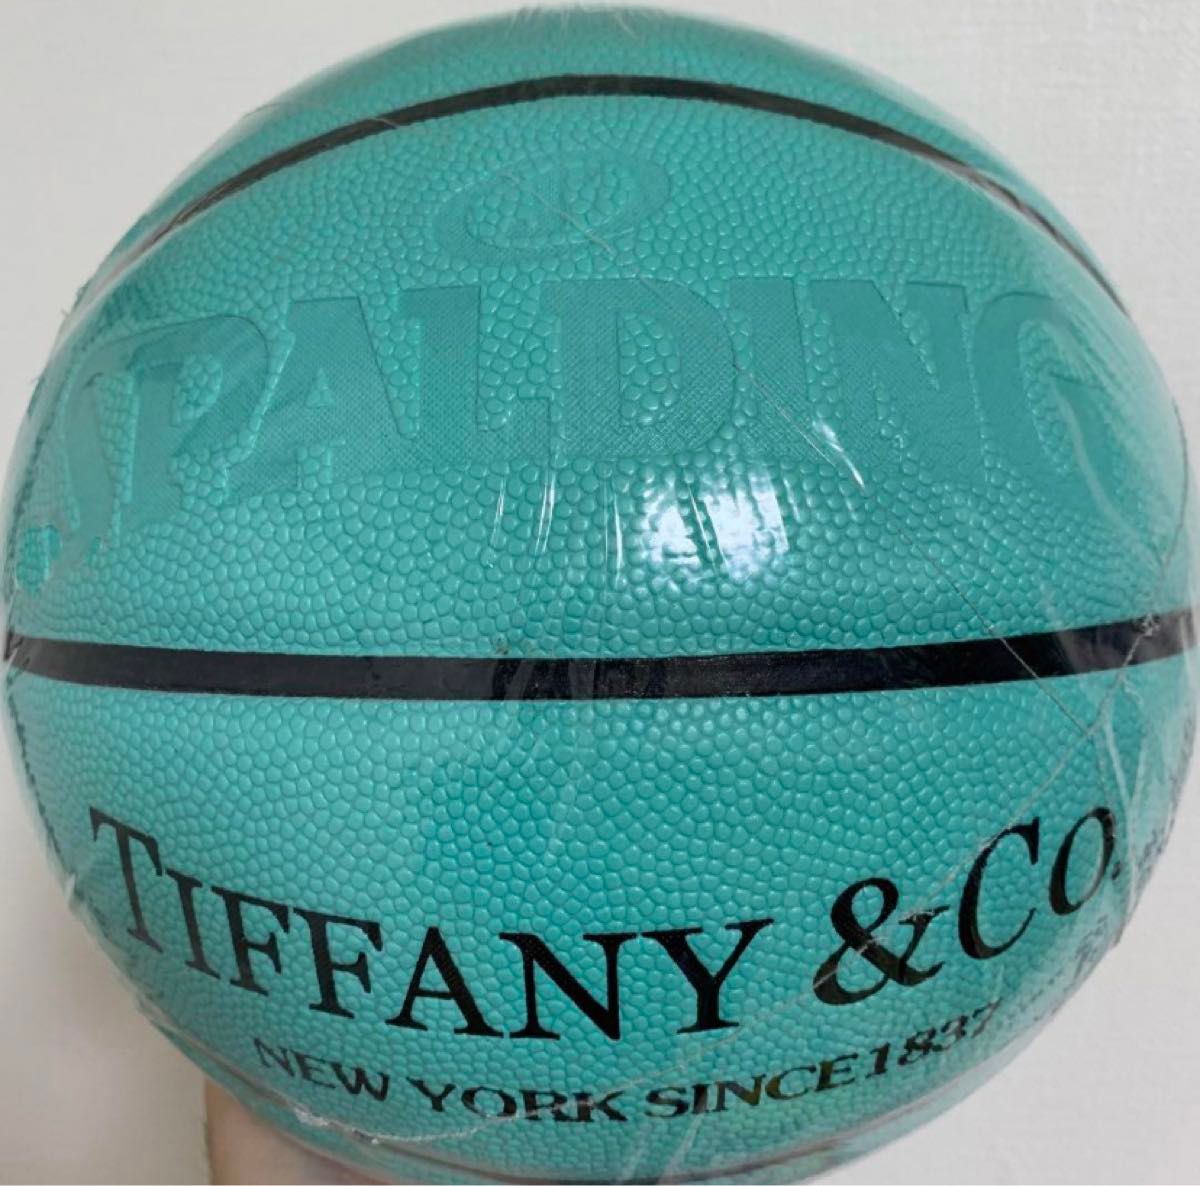 SPALDING
TIFFANY & Co.
NEW YORK SINCE 1837